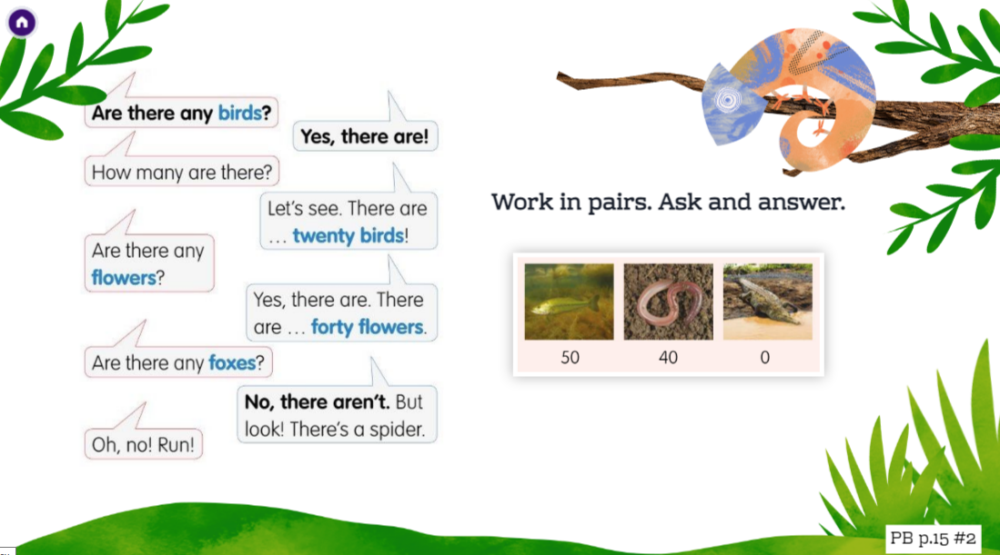 Are there any birds?
Yes, there are!
How many are there?
Let's see. There are
... twenty birds!
Are there any
flowers?
Yes, there are. There
are ... forty flowers.
Are there any foxes?
No, there aren't. But
look! There's a spider.
Oh, no! Run!
Work in pairs. Ask and answer.
50
40
0
PB p.15 #2